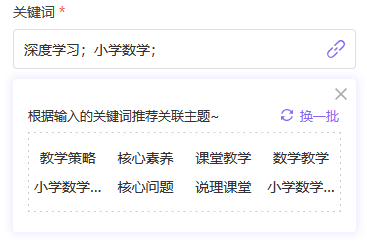 关键词 *
深度学习；小学数学；
根据输入的关键词推荐关联主题~ 换一批
教学策略 核心素养 课堂教学 数学教学
小学数学... 核心问题 说理课堂 小学数学...